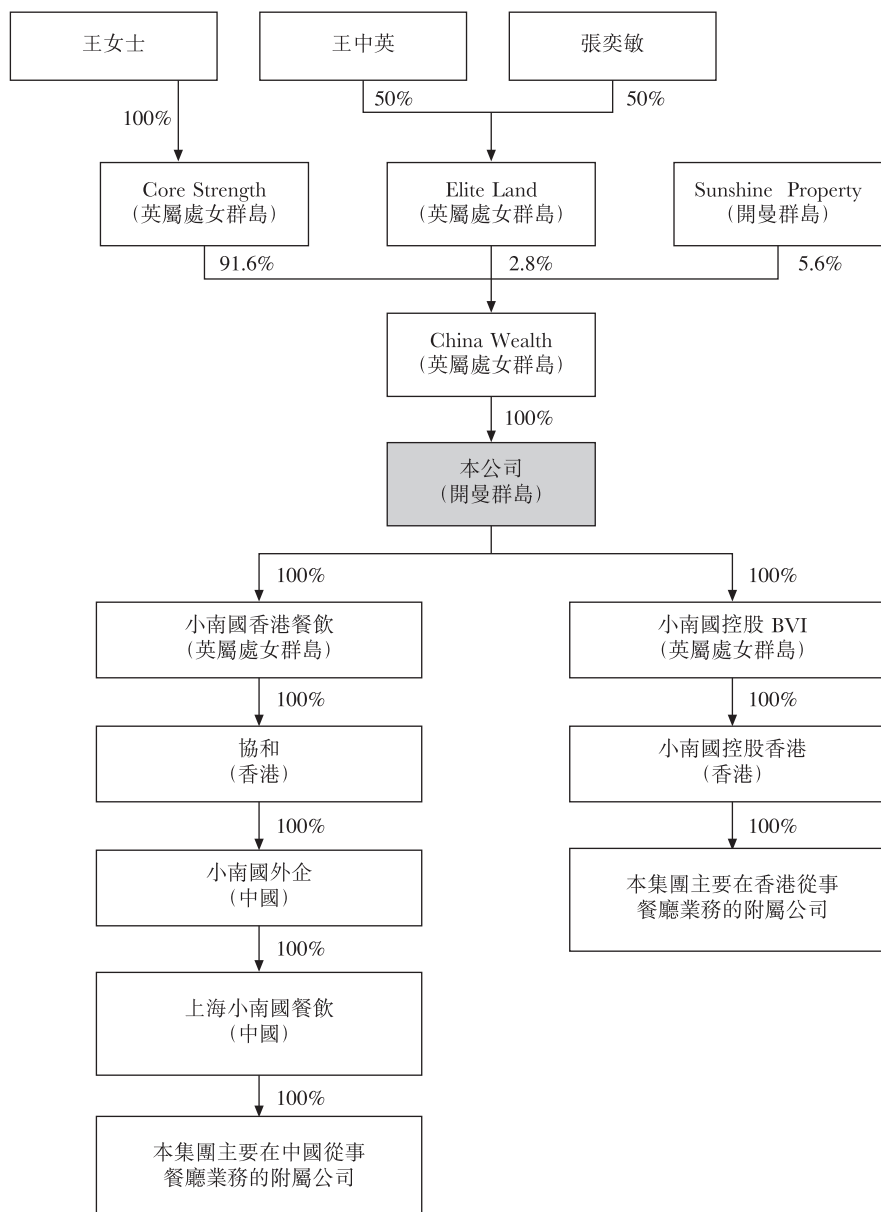 王女士
王中英
張奕敏
100%
50%
50%
Core Strength
(英屬處女群島)
Elite Land
(英屬處女群島)
Sunshine Property
(開曼群島)
91.6%
2.8%
5.6%
China Wealth
(英屬處女群島)
100%
本公司
(開曼群島)
100%
100%
小南國香港餐飲
(英屬處女群島)
小南國控股 BVI
(英屬處女群島)
100%
100%
協和
(香港)
小南國控股香港
(香港)
100%
100%
小南國外企
(中國)
本集團主要在香港從事
餐廳業務的附屬公司
100%
上海小南國餐飲
(中國)
100%
本集團主要在中國從事
餐廳業務的附屬公司